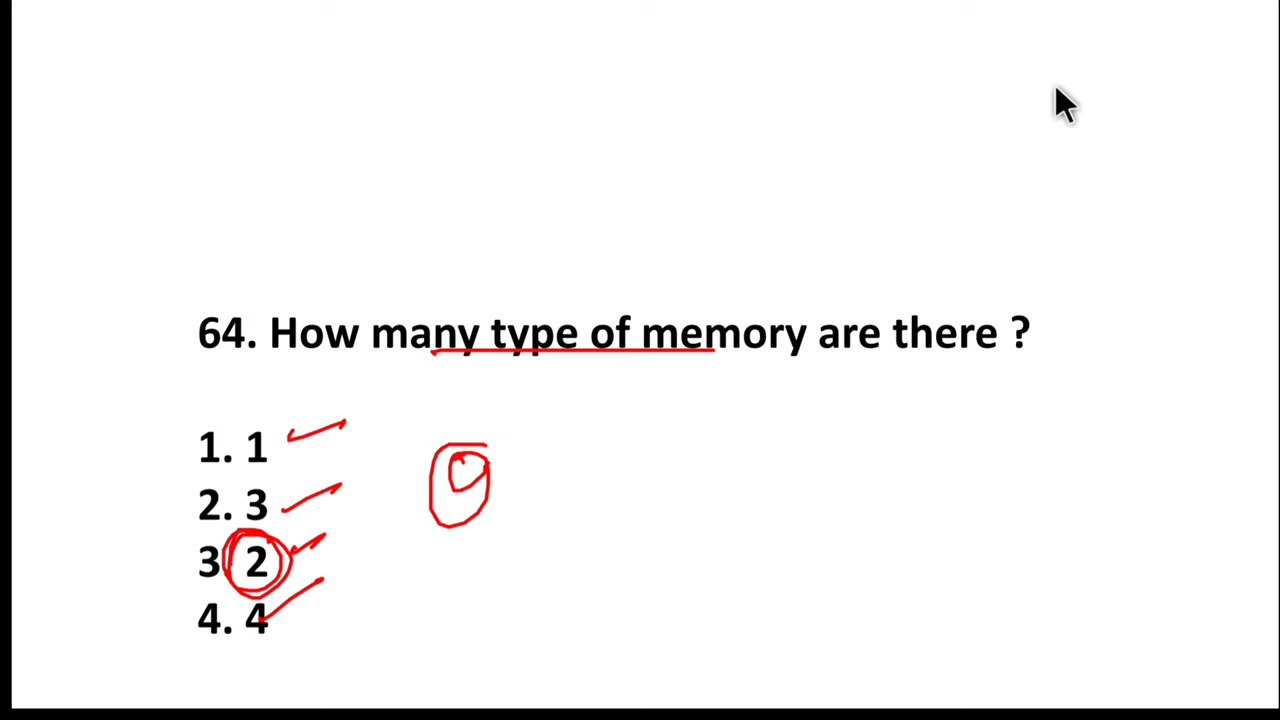 64. How many type of memory are there ?
1. 1
2. 3
3 2
4. 4